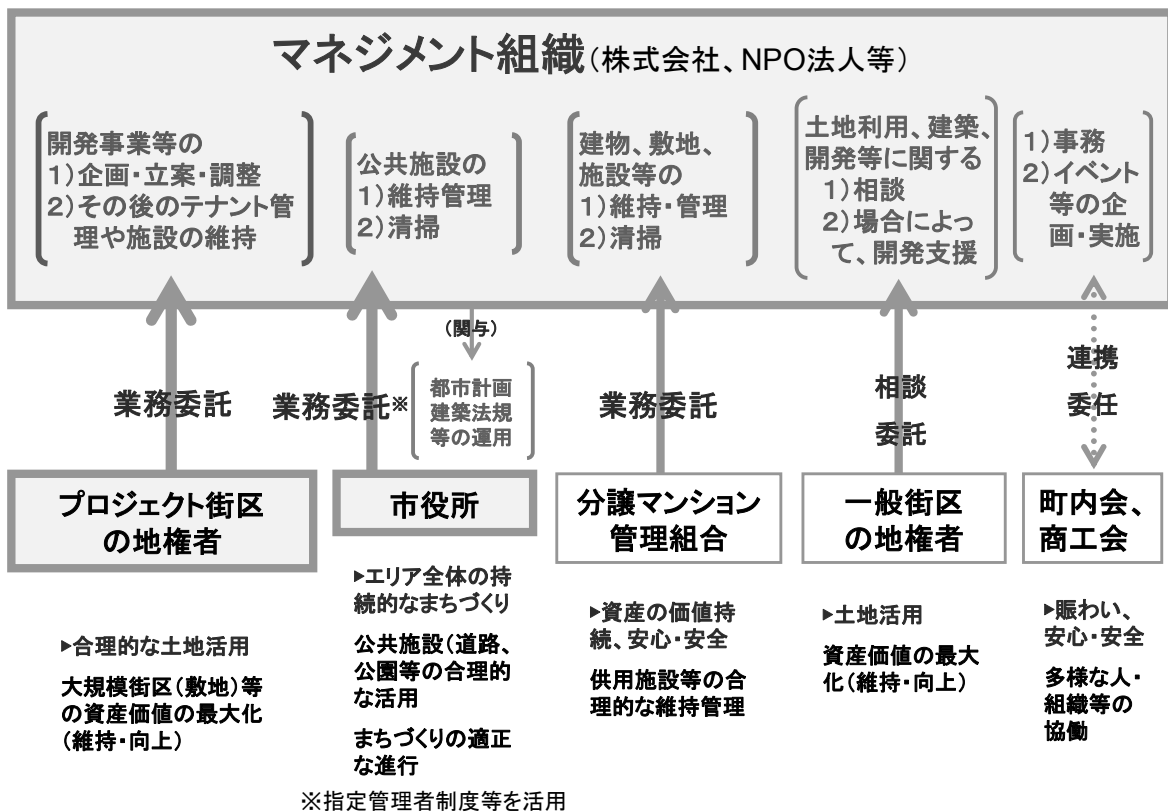 マネジメント組織(株式会社、NPO法人等)
開発事業等の
1)企画・立案・調整
2)その後のテナント管
理や施設の維持
公共施設の
1)維持管理
2)清掃
建物、敷地、
施設等の
1)維持・管理
2)清掃
土地利用、建築、
開発等に関する
1)相談
2)場合によっ
て、開発支援
1)事務
2)イベント
等の企
画・実施
業務委託
業務委託※
(関与)
都市計画
建築法規
等の運用
業務委託
相談
委託
連携
委任
プロジェクト街区
の地権者
市役所
分譲マンション
管理組合
一般街区
の地権者
町内会、
商工会
▶合理的な土地活用
大規模街区(敷地)等
の資産価値の最大化
(維持・向上)
▶エリア全体の持
続的なまちづくり
公共施設(道路、
公園等の合理的
な活用
まちづくりの適正
な進行
▶資産の価値持
続、安心・安全
供用施設等の合
理的な維持管理
▶土地活用
資産価値の最大
化(維持・向上)
▶賑わい、
安心・安全
多様な人・
組織等の
協働
※指定管理者制度等を活用